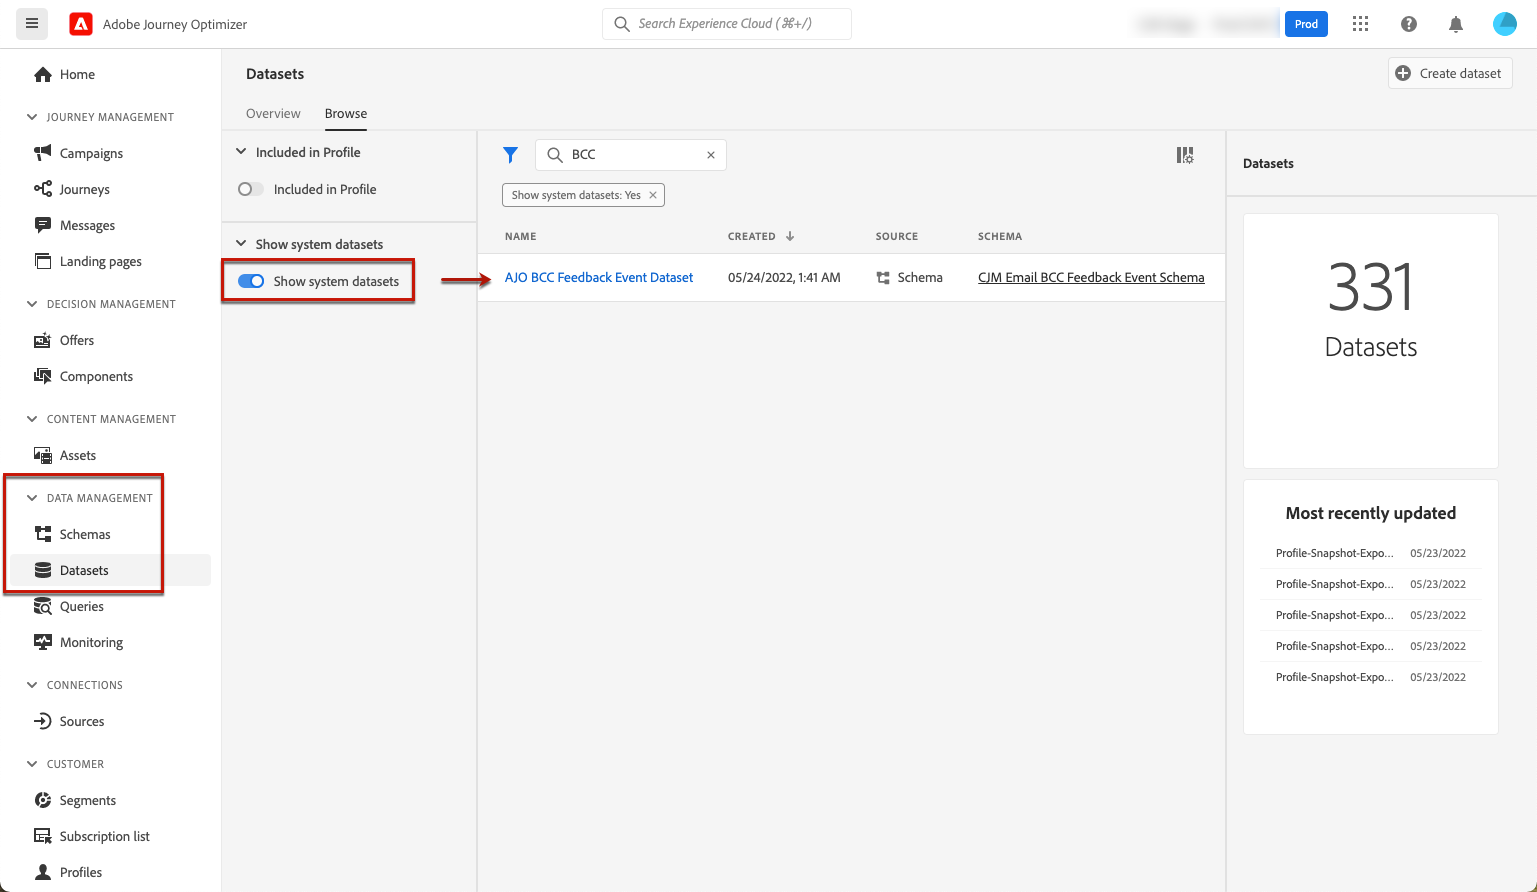 Adobe Journey Optimizer
Search Experience Cloud (⌘+/)
Prod
Home
JOURNEY MANAGEMENT
Campaigns
Journeys
Messages
Landing pages
DECISION MANAGEMENT
Offers
Components
CONTENT MANAGEMENT
Assets
DATA MANAGEMENT
Schemas
Datasets
Queries
Monitoring
CONNECTIONS
Sources
CUSTOMER
Segments
Subscription list
Profiles
Datasets
Create dataset
Overview Browse
Included in Profile
Included in Profile
Show system datasets
Show system datasets
BCC
Show system datasets: Yes
NAME CREATED SOURCE SCHEMA
AJO BCC Feedback Event Dataset 05/24/2022, 1:41 AM Schema CJM Email BCC Feedback Event Schema
Datasets
331
Datasets
Most recently updated
Profile-Snapshot-Expo... 05/23/2022
Profile-Snapshot-Expo... 05/23/2022
Profile-Snapshot-Expo... 05/23/2022
Profile-Snapshot-Expo... 05/23/2022
Profile-Snapshot-Expo... 05/23/2022